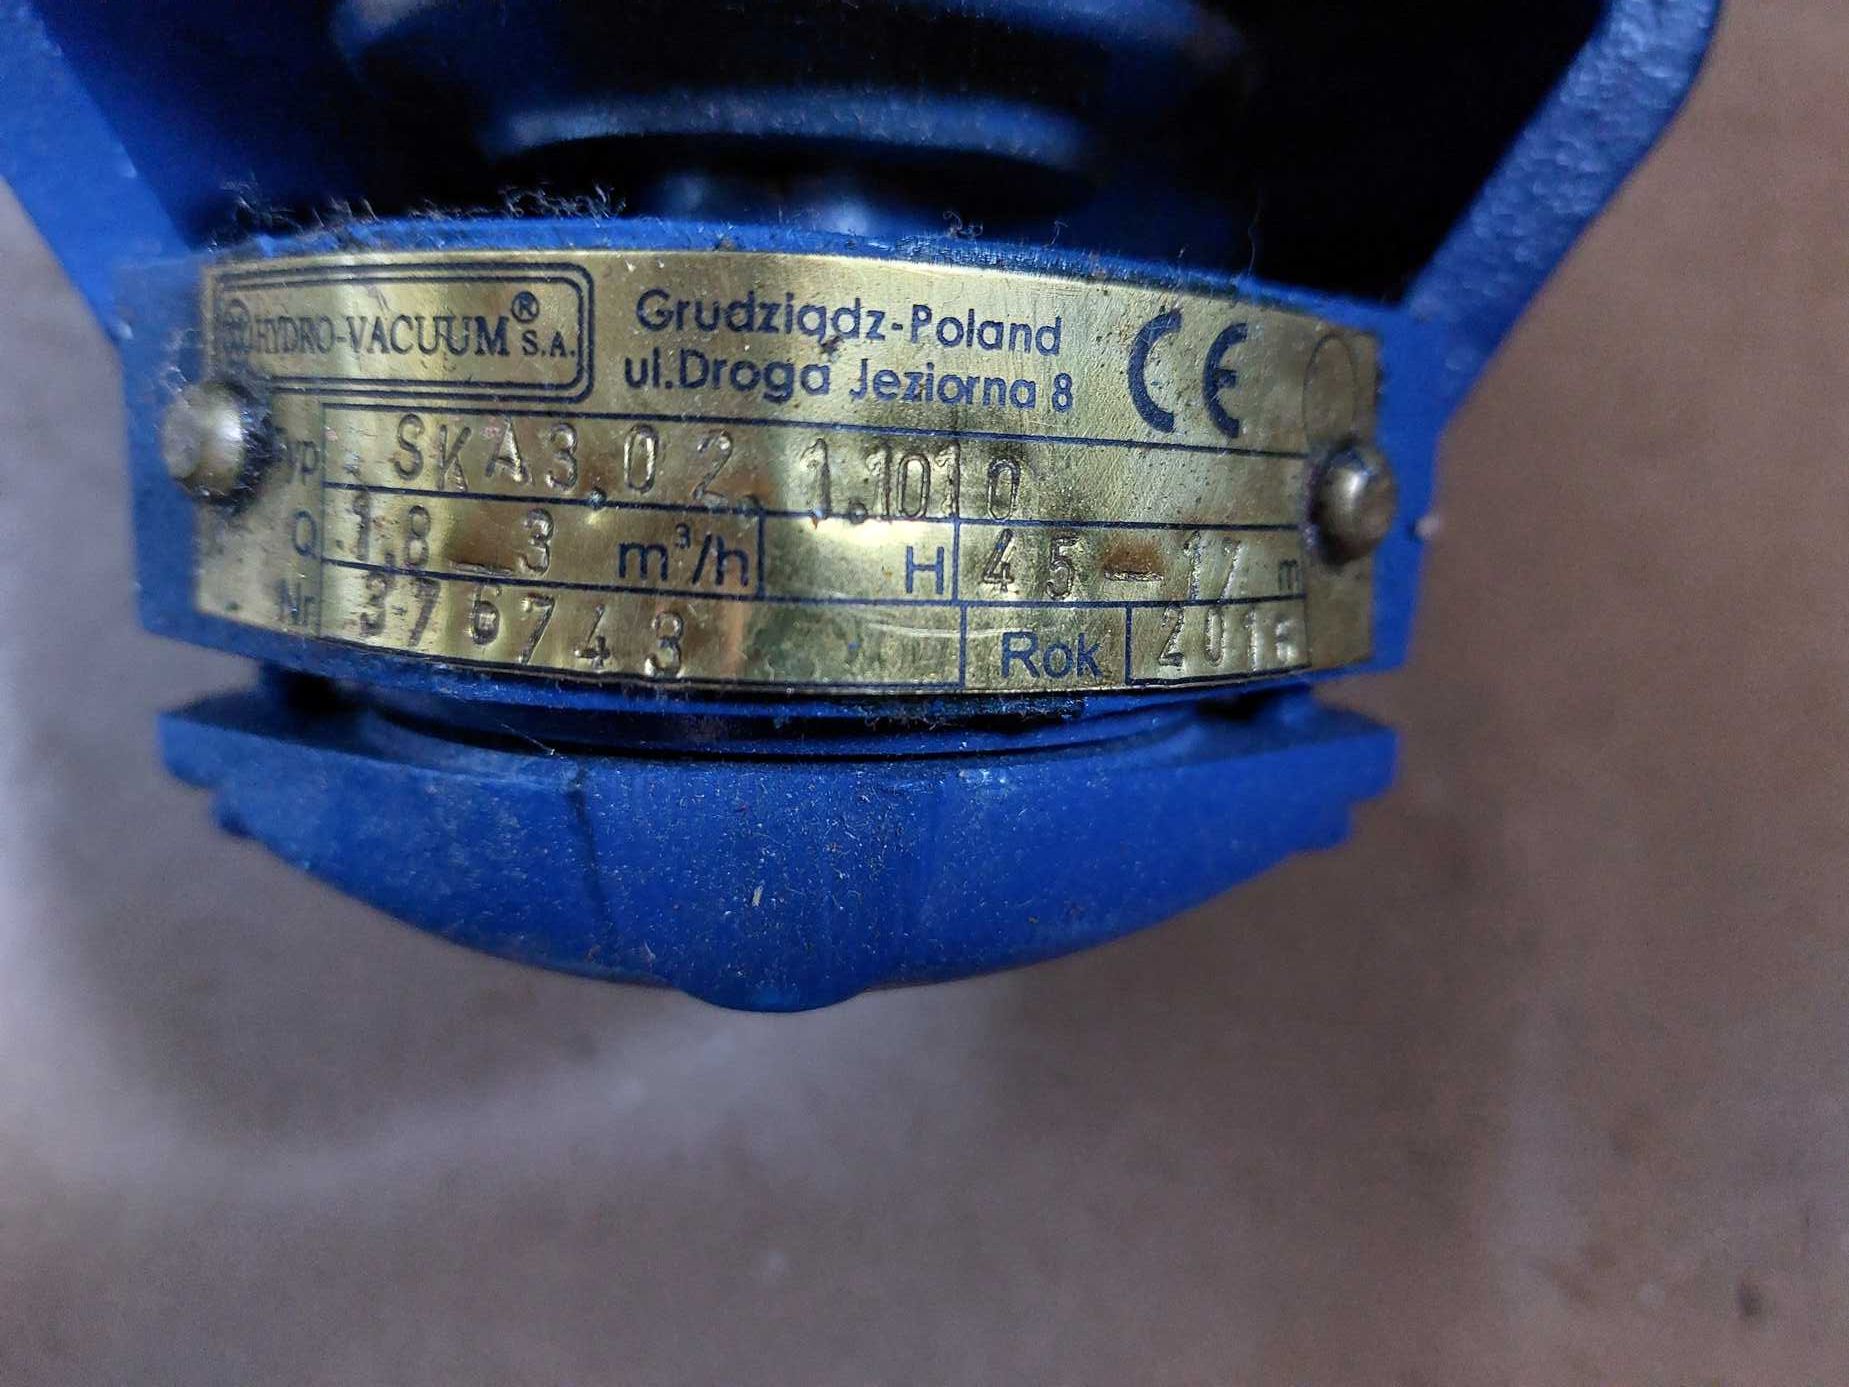 HYDRO-VACUUM® S.A.
Grudziądz-Poland
ul.Droga Jeziorna 8
CE
Typ SKA3.02.1.1010
Q 1,8-3 m³/h H 45-17 m
Nr 376743 Rok